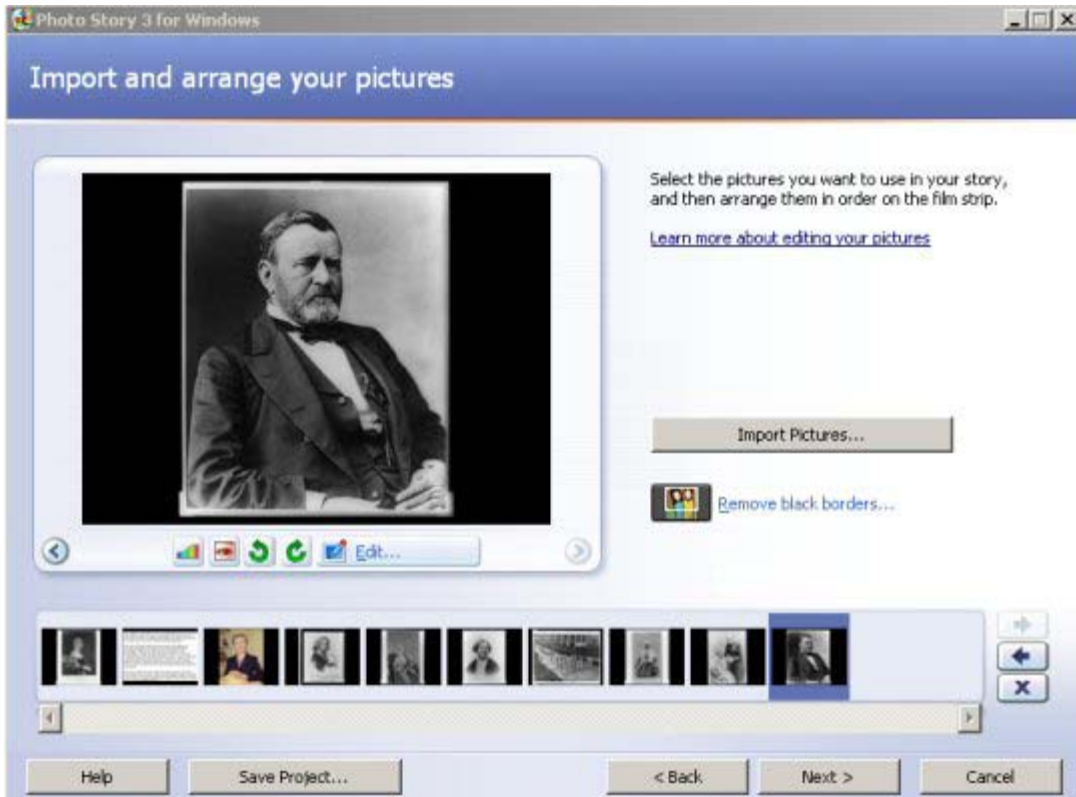 Photo Story 3 for Windows
Import and arrange your pictures
Select the pictures you want to use in your story,
and then arrange them in order on the film strip.
Learn more about editing your pictures
Import Pictures...
Remove black borders...
Edit...
Help
Save Project...
< Back
Next >
Cancel